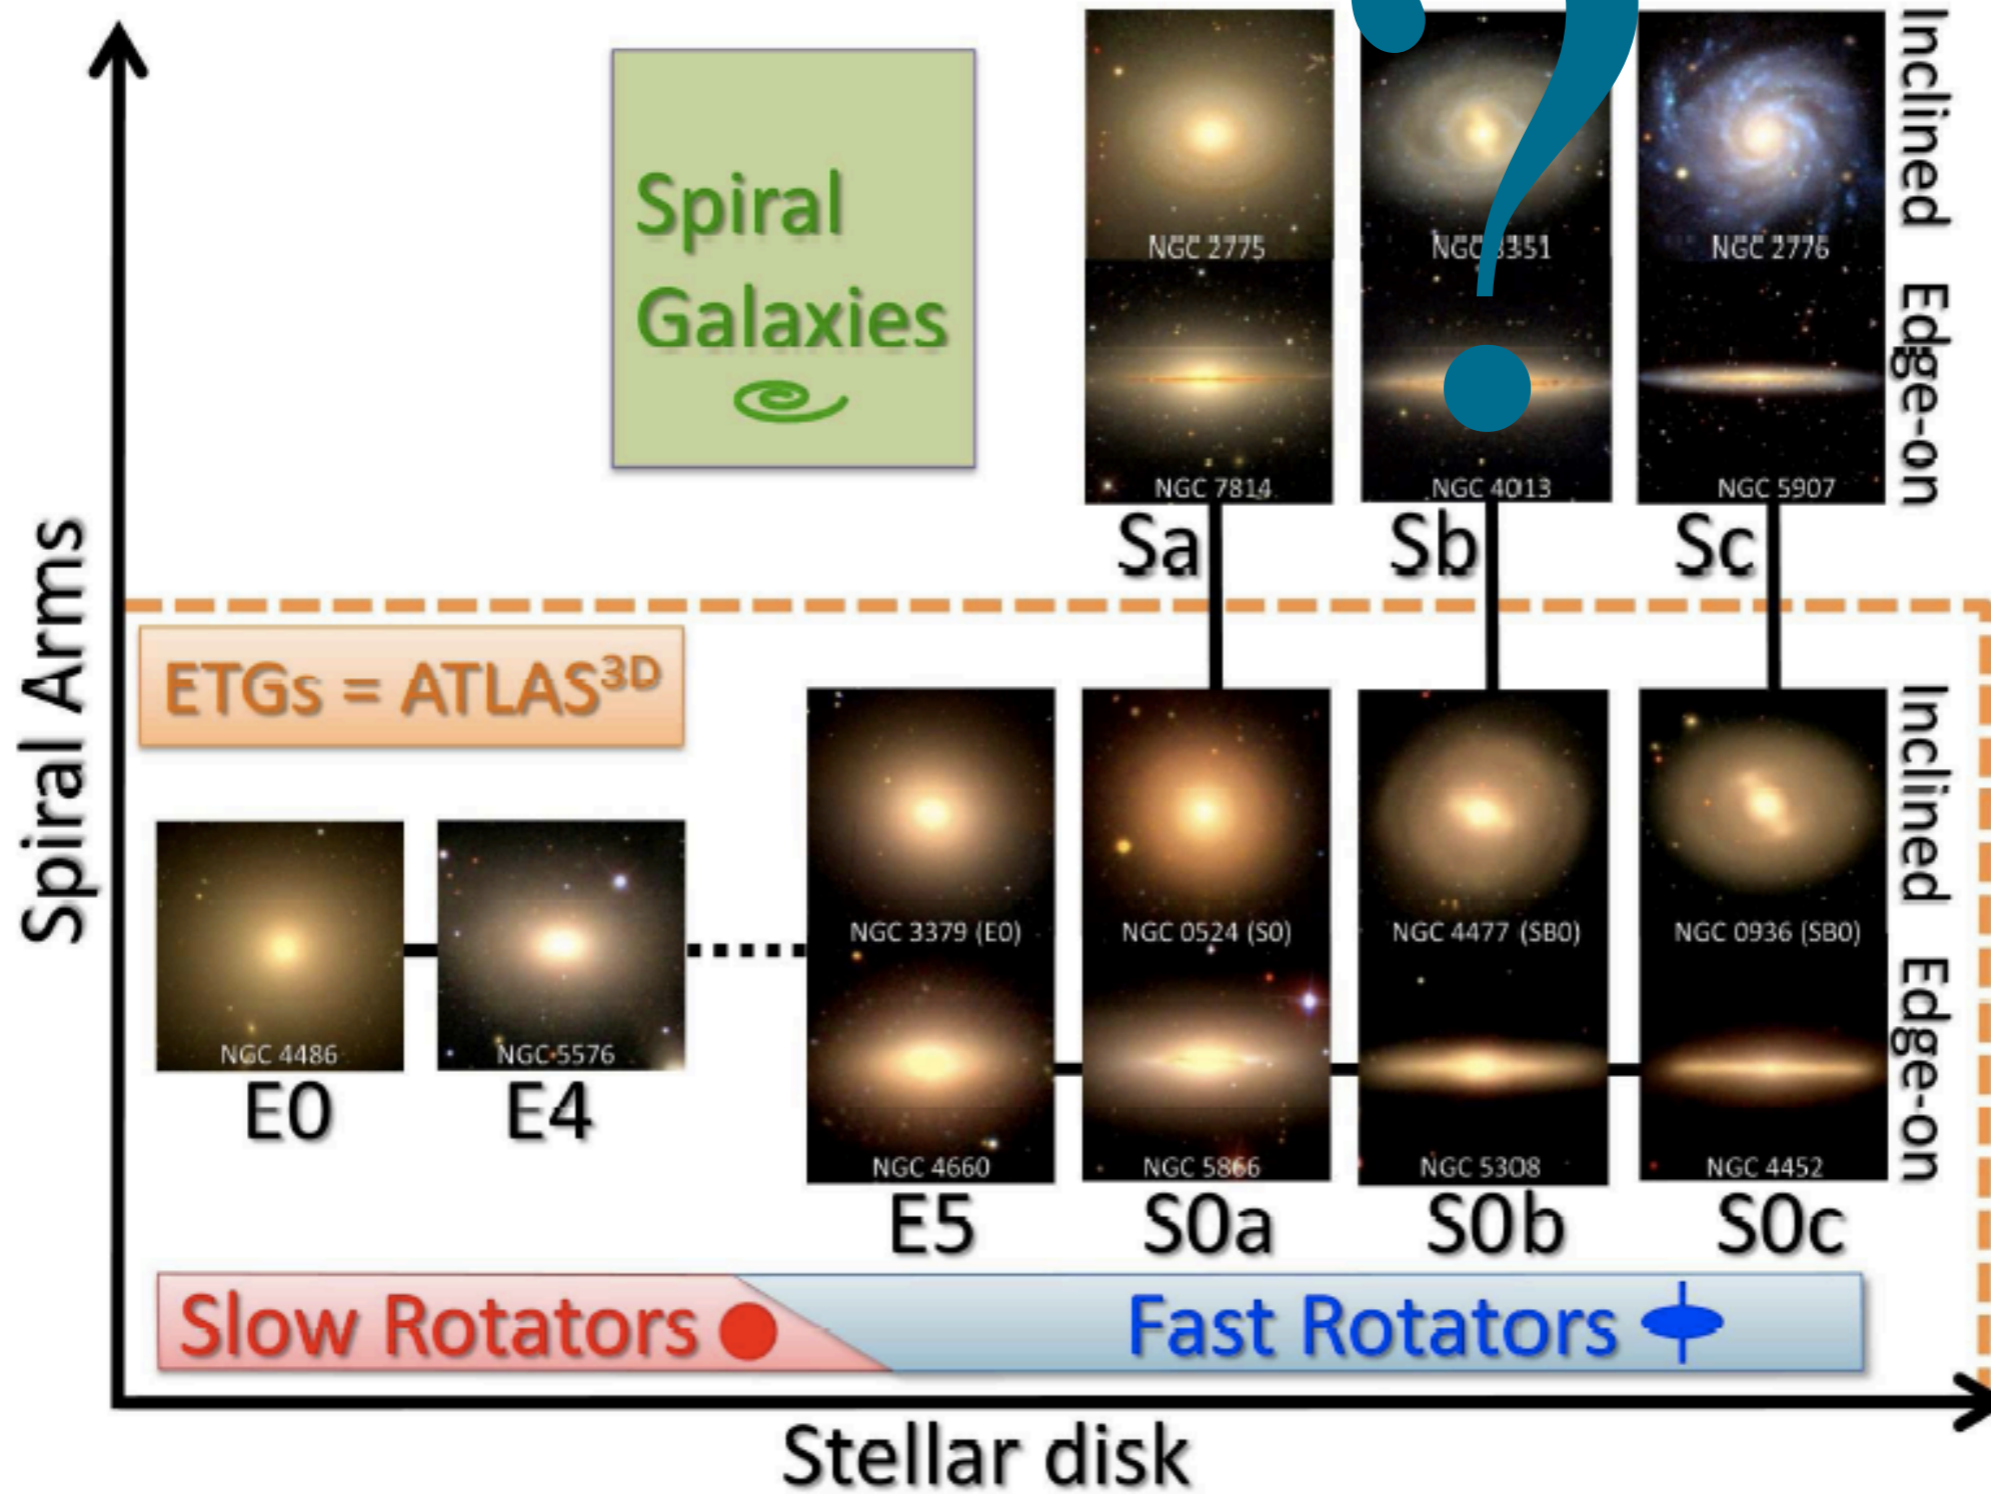 Spiral
Galaxies
NGC 2775
NGC 3351
NGC 2776
NGC 7814
NGC 4013
NGC 5907
Inclined
Edge-on
Sa
Sb
Sc
?
Spiral Arms
ETGs = ATLAS³ᴰ
NGC 4486
NGC 5576
E0
E4
NGC 3379 (E0)
NGC 0524 (S0)
NGC 4477 (SB0)
NGC 0936 (SB0)
NGC 4660
NGC 5866
NGC 5308
NGC 4452
Inclined
Edge-on
E5
S0a
S0b
S0c
Slow Rotators
Fast Rotators
Stellar disk